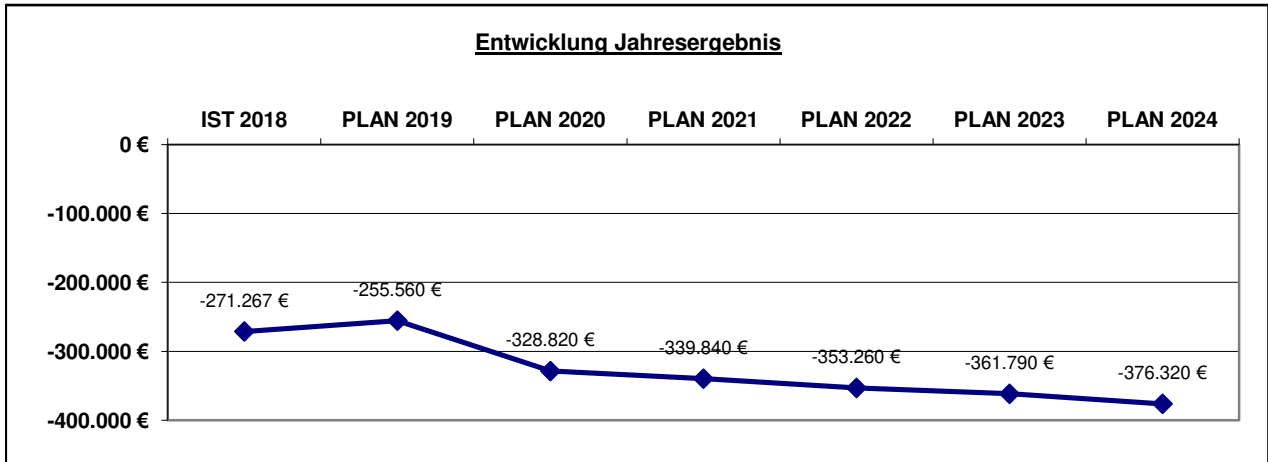 Entwicklung Jahresergebnis
IST 2018 PLAN 2019 PLAN 2020 PLAN 2021 PLAN 2022 PLAN 2023 PLAN 2024
0 €
-100.000 €
-200.000 €
-271.267 € -255.560 € -328.820 € -339.840 € -353.260 € -361.790 € -376.320 €
-300.000 €
-400.000 €